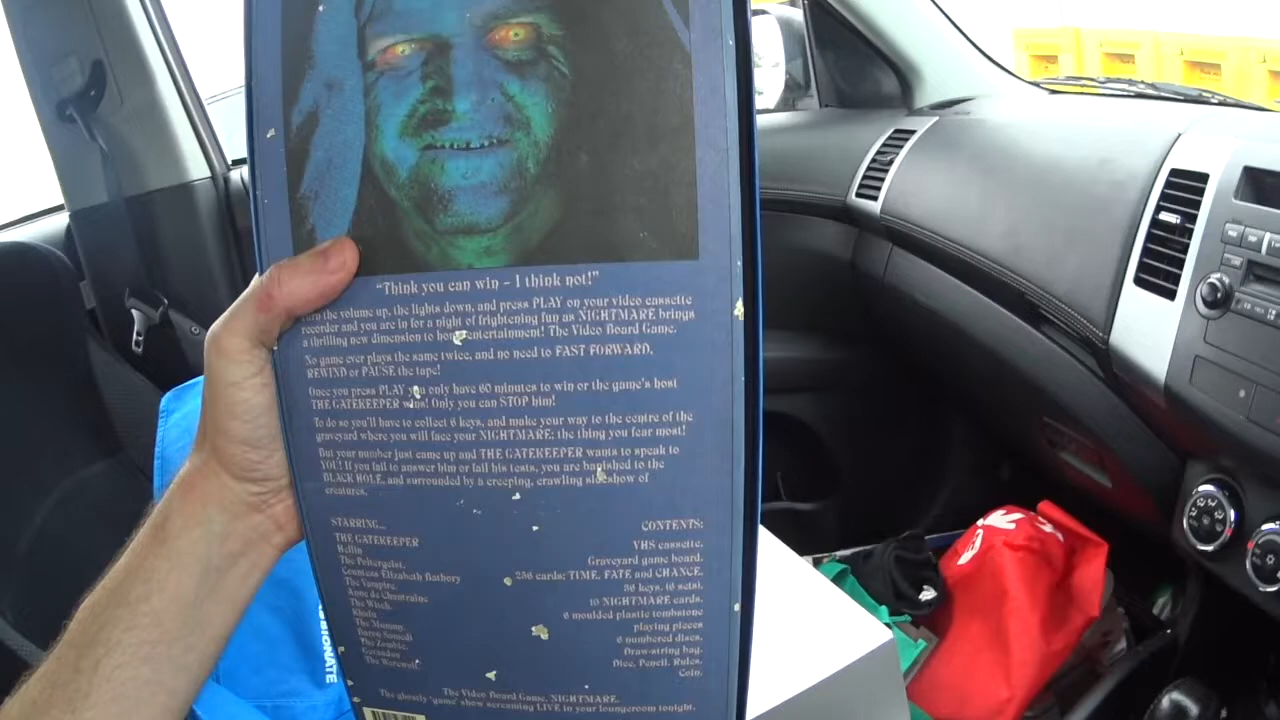 "Think you can win – I think not!"
Turn the volume up, the lights down, and press PLAY on your video cassette
recorder and you are in for a night of frightening fun as NIGHTMARE brings
a thrilling new dimension to home entertainment! The Video Board Game.
No game ever plays the same twice, and no need to FAST FORWARD,
REWIND or PAUSE the tape!
Once you press PLAY you only have 60 minutes to win or the game's host
THE GATEKEEPER wins! Only you can STOP him!
To do so you'll have to collect 6 keys, and make your way to the centre of the
graveyard where you will face your NIGHTMARE: the thing you fear most!
But your number just came up and THE GATEKEEPER wants to speak to
YOU! If you fail to answer him or fail his tests, you are banished to the
BLACK HOLE, and surrounded by a creeping, crawling slideshow of
creatures.
STARRING...
THE GATEKEEPER
Hellin
The Poltergeist.
Countess Elizabeth Bathory
The Vampire.
Anne de Chantraine
The Witch.
Khufu
The Mummy.
Baron Samedi
The Zombie.
Gevaudan
The Werewolf.
CONTENTS:
VHS cassette.
Graveyard game board.
256 cards: TIME, FATE and CHANCE.
36 keys. (6 sets).
10 NIGHTMARE cards.
6 moulded plastic tombstone
playing pieces
6 numbered discs.
Draw-string bag.
Dice. Pencil. Rules.
Coin.
The Video Board Game, NIGHTMARE.
The ghostly 'game' show screaming LIVE in your loungeroom tonight.